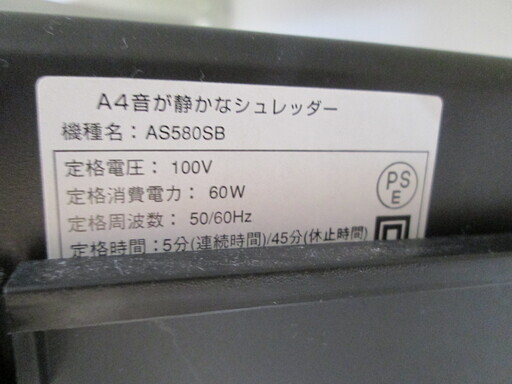 A4音が静かなシュレッダー
機種名：AS580SB
定格電圧：100V
定格消費電力：60W
定格周波数：50/60Hz
定格時間：5分(連続時間)/45分(休止時間)
PS
E